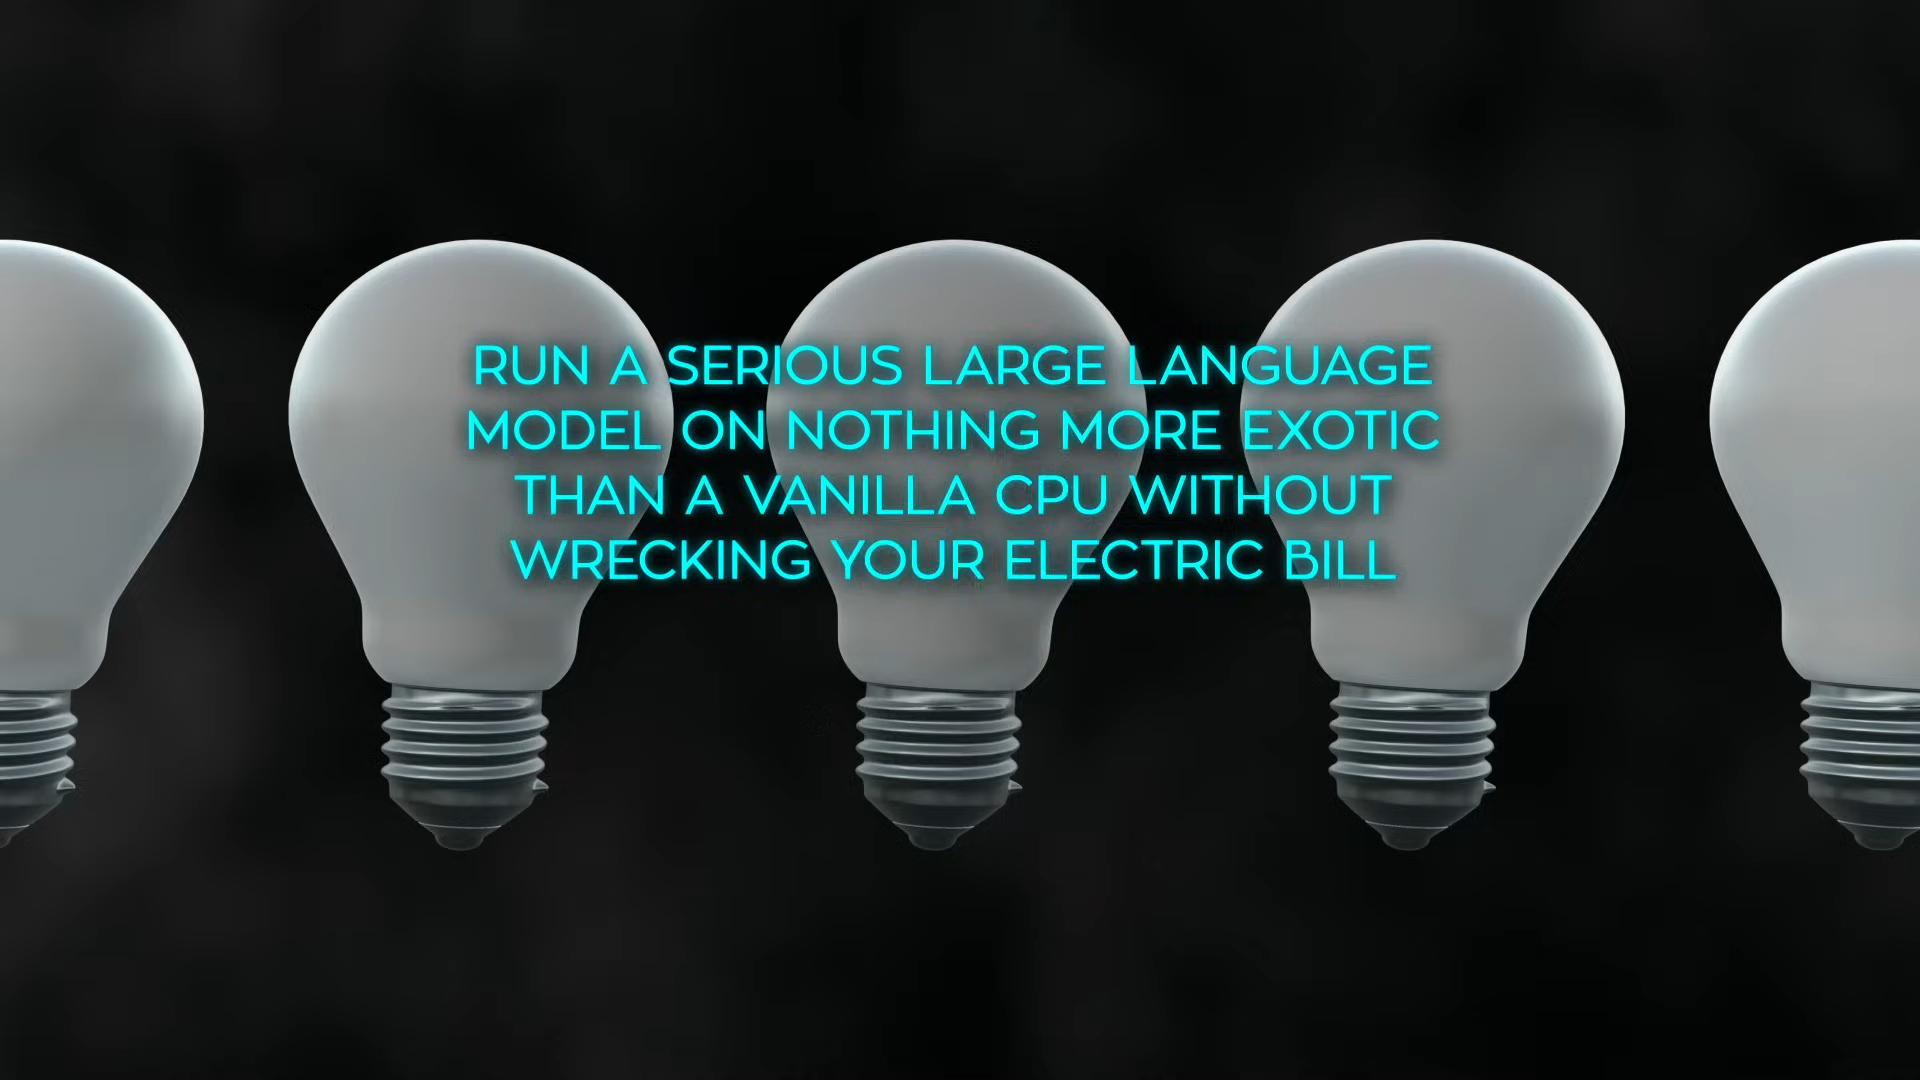 RUN A SERIOUS LARGE LANGUAGE
MODEL ON NOTHING MORE EXOTIC
THAN A VANILLA CPU WITHOUT
WRECKING YOUR ELECTRIC BILL